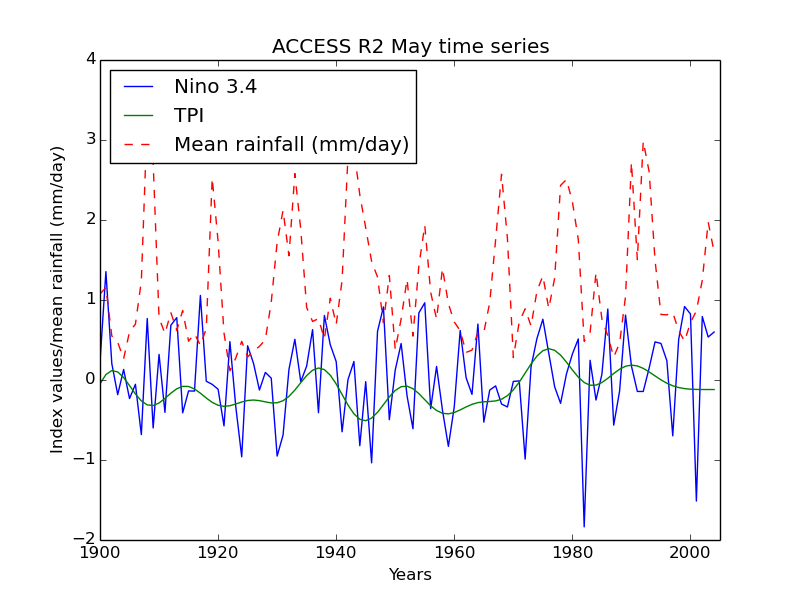 ACCESS R2 May time series
Nino 3.4
TPI
Mean rainfall (mm/day)
Index values/mean rainfall (mm/day)
4
3
2
1
0
−1
−2
1900 1920 1940 1960 1980 2000
Years